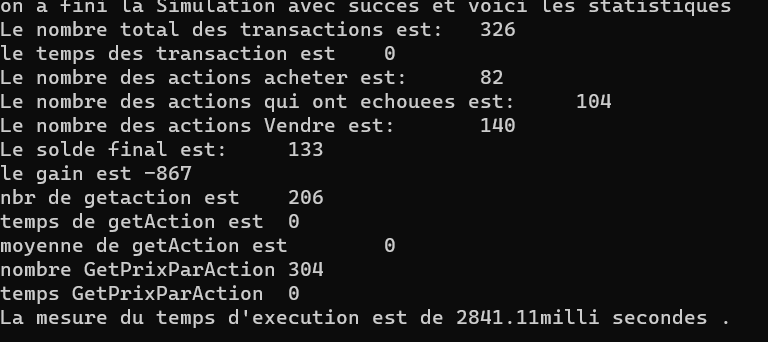 on a fini la Simulation avec succes et voici les statistiques
Le nombre total des transactions est:   326
le temps des transaction est    0
Le nombre des actions acheter est:      82
Le nombre des actions qui ont echouees est:     104
Le nombre des actions Vendre est:       140
Le solde final est:     133
le gain est -867
nbr de getaction est    206
temps de getAction est  0
moyenne de getAction est        0
nombre GetPrixParAction 304
temps GetPrixParAction  0
La mesure du temps d'execution est de 2841.11milli secondes .